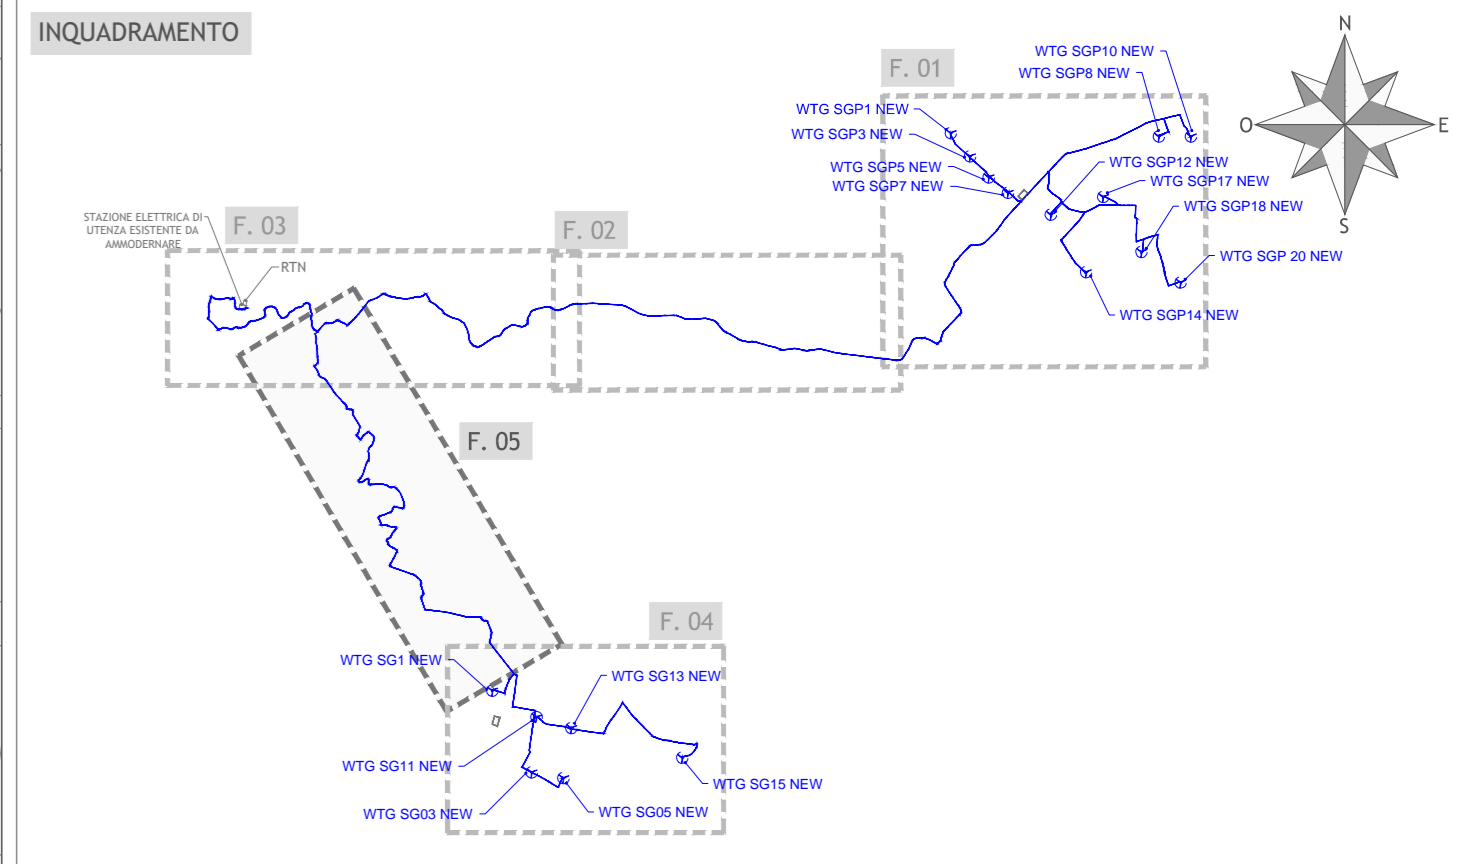 INQUADRAMENTO
N
WTG SGP10 NEW
F. 01
WTG SGP8 NEW
WTG SGP1 NEW
O
E
WTG SGP3 NEW
WTG SGP12 NEW
WTG SGP5 NEW
WTG SGP17 NEW
WTG SGP7 NEW
WTG SGP18 NEW
S
STAZIONE ELETTRICA DI
UTENZA ESISTENTE DA
AMMODERNARE
F. 03
F. 02
WTG SGP 20 NEW
RTN
WTG SGP14 NEW
F. 05
F. 04
WTG SG1 NEW
WTG SG13 NEW
WTG SG11 NEW
WTG SG15 NEW
WTG SG03 NEW
WTG SG05 NEW